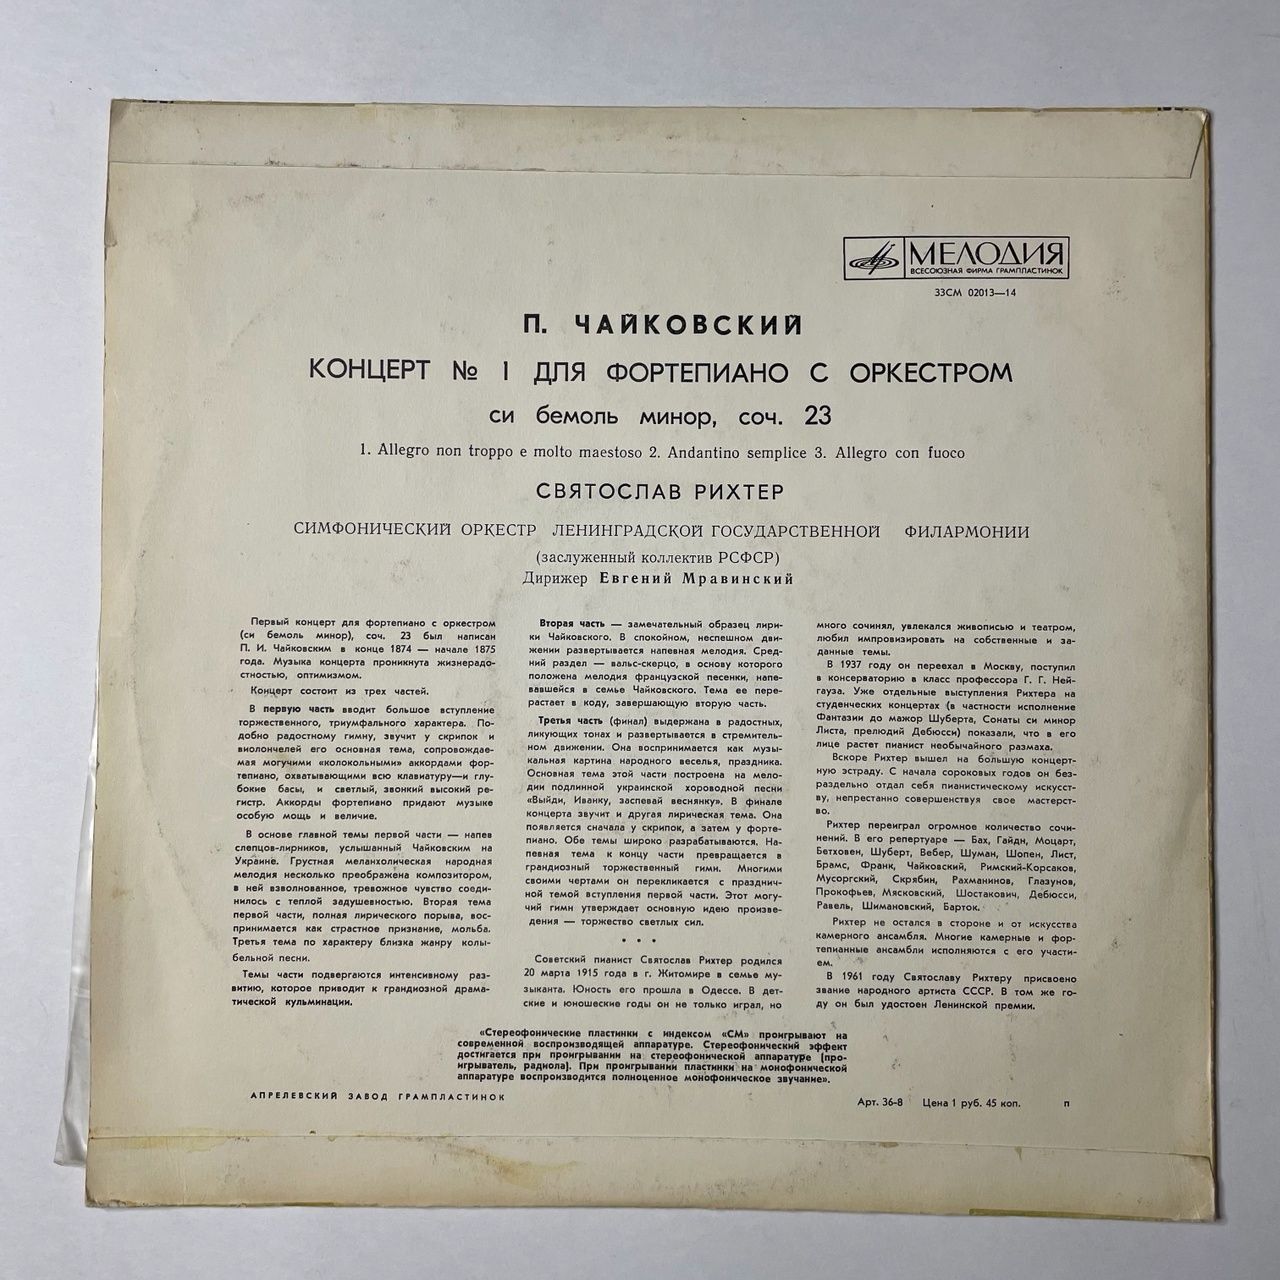 МЕЛОДИЯ
ВСЕСОЮЗНАЯ ФИРМА ГРАМПЛАСТИНОК
33СМ 02013—14
П. ЧАЙКОВСКИЙ
КОНЦЕРТ № 1 ДЛЯ ФОРТЕПИАНО С ОРКЕСТРОМ
си бемоль минор, соч. 23
1. Allegro non troppo e molto maestoso 2. Andantino semplice 3. Allegro con fuoco
СВЯТОСЛАВ РИХТЕР
СИМФОНИЧЕСКИЙ ОРКЕСТР ЛЕНИНГРАДСКОЙ ГОСУДАРСТВЕННОЙ ФИЛАРМОНИИ
(заслуженный коллектив РСФСР)
Дирижер Евгений Мравинский
Первый концерт для фортепиано с оркестром
(си бемоль минор), соч. 23 был написан
П. И. Чайковским в конце 1874 — начале 1875
года. Музыка концерта проникнута жизнерадо-
стностью, оптимизмом.
Концерт состоит из трех частей.
В первую часть вводит большое вступление
торжественного, триумфального характера. По-
добно радостному гимну, звучит у скрипок и
виолончелей его основная тема, сопровождае-
мая могучими «колокольными» аккордами фор-
тепиано, охватывающими всю клавиатуру—и глу-
бокие басы, и светлый, звонкий высокий ре-
гистр. Аккорды фортепиано придают музыке
особую мощь и величие.
В основе главной темы первой части — напев
слепцов-лирников, услышанный Чайковским на
Украине. Грустная меланхолическая народная
мелодия несколько преображена композитором,
в ней взволнованное, тревожное чувство соеди-
нилось с теплой задушевностью. Вторая тема
первой части, полная лирического порыва, вос-
принимается как страстное признание, мольба.
Третья тема по характеру близка жанру колы-
бельной песни.
Темы части подвергаются интенсивному раз-
витию, которое приводит к грандиозной драма-
тической кульминации.
Вторая часть — замечательный образец лири-
ки Чайковского. В спокойном, неспешном дви-
жении развертывается напевная мелодия. Сред-
ний раздел — вальс-скерцо, в основу которого
положена мелодия французской песенки, напе-
вавшейся в семье Чайковского. Тема ее пере-
растает в коду, завершающую вторую часть.
Третья часть (финал) выдержана в радостных,
ликующих тонах и развертывается в стремитель-
ном движении. Она воспринимается как музы-
кальная картина народного веселья, праздника.
Основная тема этой части построена на мело-
дии подлинной украинской хороводной песни
«Выйди, Иванку, заспевай веснянку». В финале
концерта звучит и другая лирическая тема. Она
появляется сначала у скрипок, а затем у форте-
пиано. Обе темы широко разрабатываются. На-
певная тема к концу части превращается в
грандиозный торжественный гимн. Многими
своими чертами он перекликается с празднич-
ной темой вступления первой части. Этот могу-
чий гимн утверждает основную идею произве-
дения — торжество светлых сил.
* * *
Советский пианист Святослав Рихтер родился
20 марта 1915 года в г. Житомире в семье му-
зыканта. Юность его прошла в Одессе. В дет-
ские и юношеские годы он не только играл, но
много сочинял, увлекался живописью и театром,
любил импровизировать на собственные и за-
данные темы.
В 1937 году он переехал в Москву, поступил
в консерваторию в класс профессора Г. Г. Ней-
гауза. Уже отдельные выступления Рихтера на
студенческих концертах (в частности исполнение
Фантазии до мажор Шуберта, Сонаты си минор
Листа, прелюдий Дебюсси) показали, что в его
лице растет пианист необычайного размаха.
Вскоре Рихтер вышел на большую концерт-
ную эстраду. С начала сороковых годов он без-
раздельно отдал себя пианистическому искусст-
ву, непрестанно совершенствуя свое мастерст-
во.
Рихтер переиграл огромное количество сочи-
нений. В его репертуаре — Бах, Гайдн, Моцарт,
Бетховен, Шуберт, Вебер, Шуман, Шопен, Лист,
Брамс, Франк, Чайковский, Римский-Корсаков,
Мусоргский, Скрябин, Рахманинов, Глазунов,
Прокофьев, Мясковский, Шостакович, Дебюсси,
Равель, Шимановский, Барток.
Рихтер не остался в стороне и от искусства
камерного ансамбля. Многие камерные и фор-
тепианные ансамбли исполняются с его участи-
ем.
В 1961 году Святославу Рихтеру присвоено
звание народного артиста СССР. В том же го-
ду он был удостоен Ленинской премии.
«Стереофонические пластинки с индексом «СМ» проигрывают на
современной воспроизводящей аппаратуре. Стереофонический эффект
достигается при проигрывании на стереофонической аппаратуре (про-
игрыватель, радиола). При проигрывании пластинки на монофонической
аппаратуре воспроизводится полноценное монофоническое звучание».
АПРЕЛЕВСКИЙ ЗАВОД ГРАМПЛАСТИНОК
Арт. 36-8 Цена 1 руб. 45 коп. п